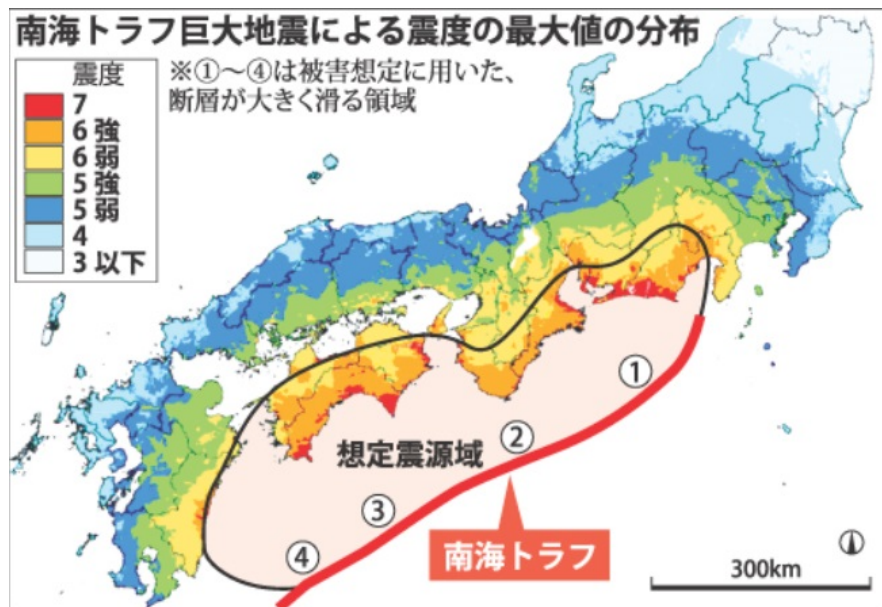 南海トラフ巨大地震による震度の最大値の分布
震度
7
6強
6弱
5強
5弱
4
3以下
※①～④は被害想定に用いた、
断層が大きく滑る領域
①
②
想定震源域
③
④
南海トラフ
300km